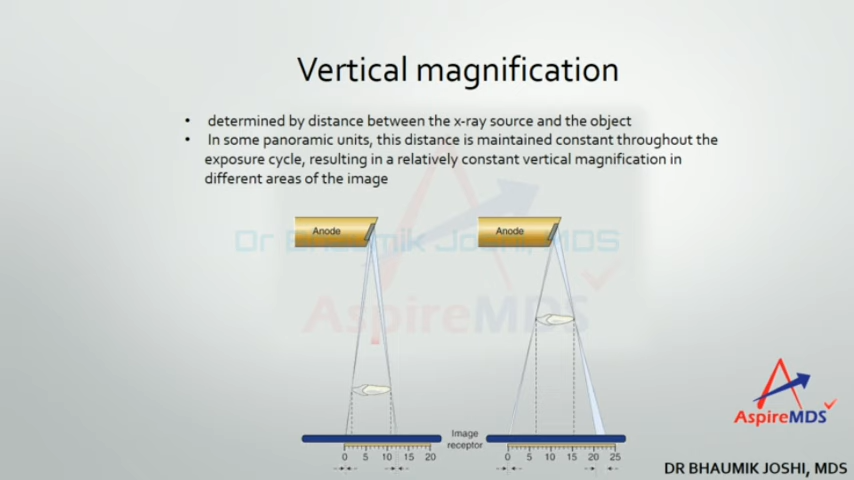 Vertical magnification
• determined by distance between the x-ray source and the object
• In some panoramic units, this distance is maintained constant throughout the
exposure cycle, resulting in a relatively constant vertical magnification in
different areas of the image
Anode
Anode
Dr Bhaumik Joshi, MDS
AspireMDS
Image
receptor
0 5 10 15 20
0 5 10 15 20 25
AspireMDS
DR BHAUMIK JOSHI, MDS